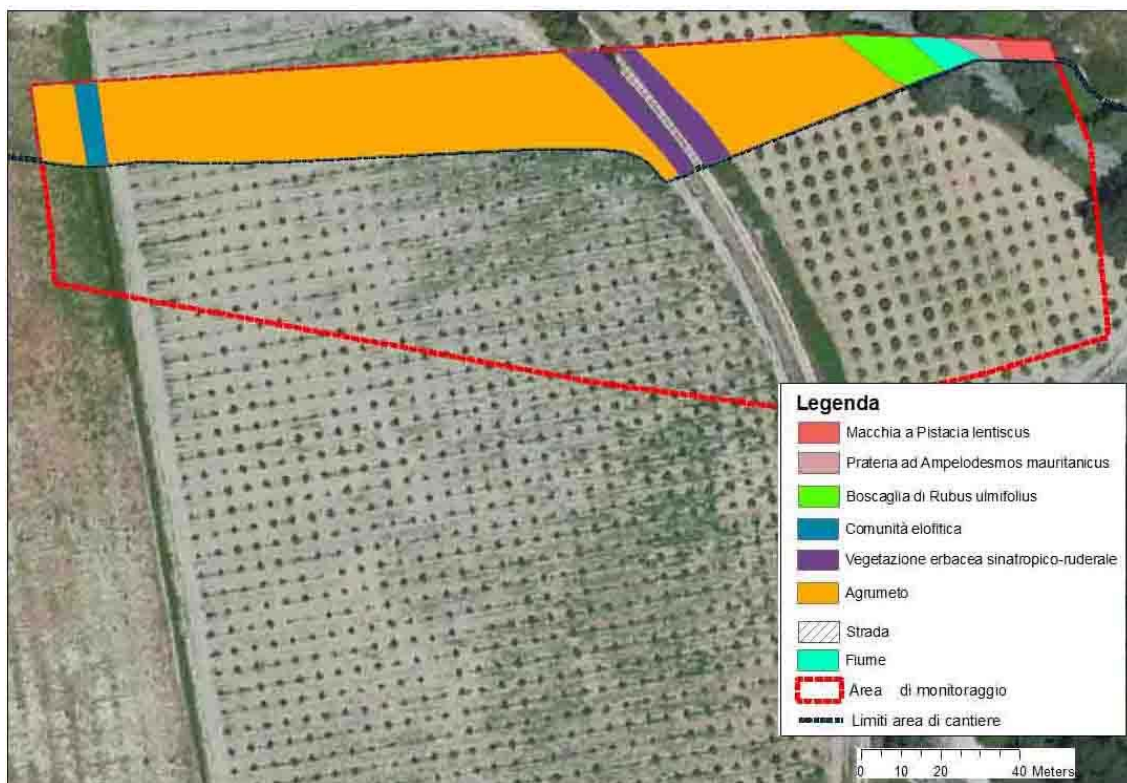 Legenda
Macchia a Pistacia lentiscus
Prateria ad Ampelodesmos mauritanicus
Boscaglia di Rubus ulmifolius
Comunità elofitica
Vegetazione erbacea sinatropico-ruderale
Agrumeto
Strada
Fiume
Area di monitoraggio
Limiti area di cantiere
0 10 20 40 Meters